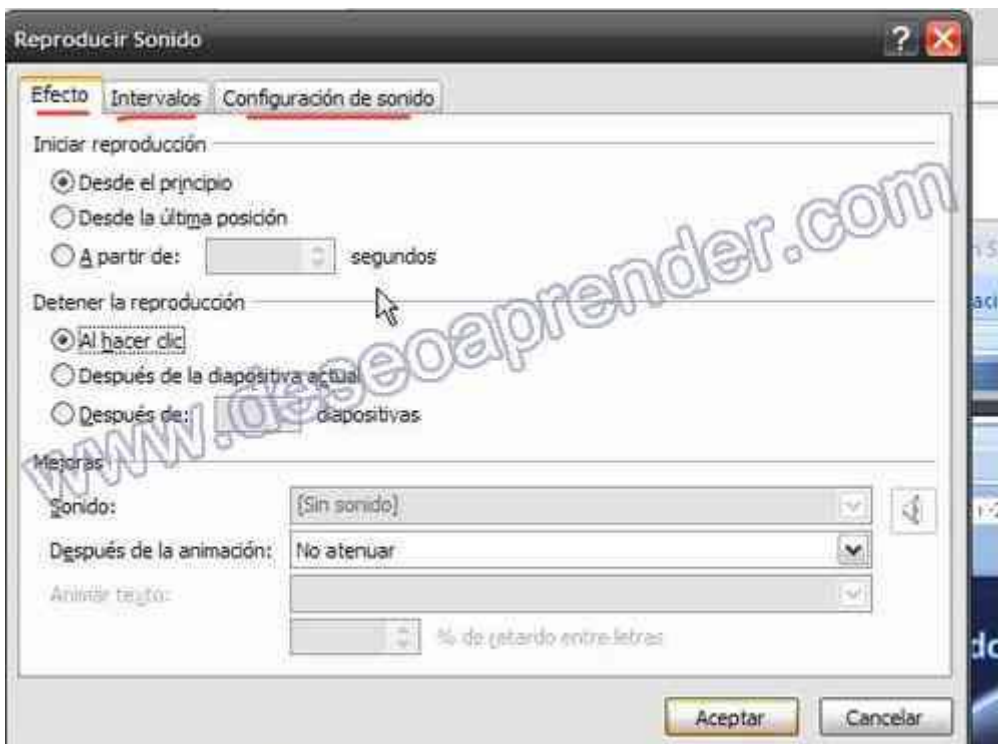 Reproducir Sonido
Efecto Intervalos Configuración de sonido
Iniciar reproducción
Desde el principio
Desde la última posición
A partir de: segundos
Detener la reproducción
Al hacer clic
Después de la diapositiva actual
Después de: diapositivas
www.deseoaprender.com
Mejoras
Sonido: [Sin sonido]
Después de la animación: No atenuar
Animar texto:
% de retardo entre letras
Aceptar Cancelar